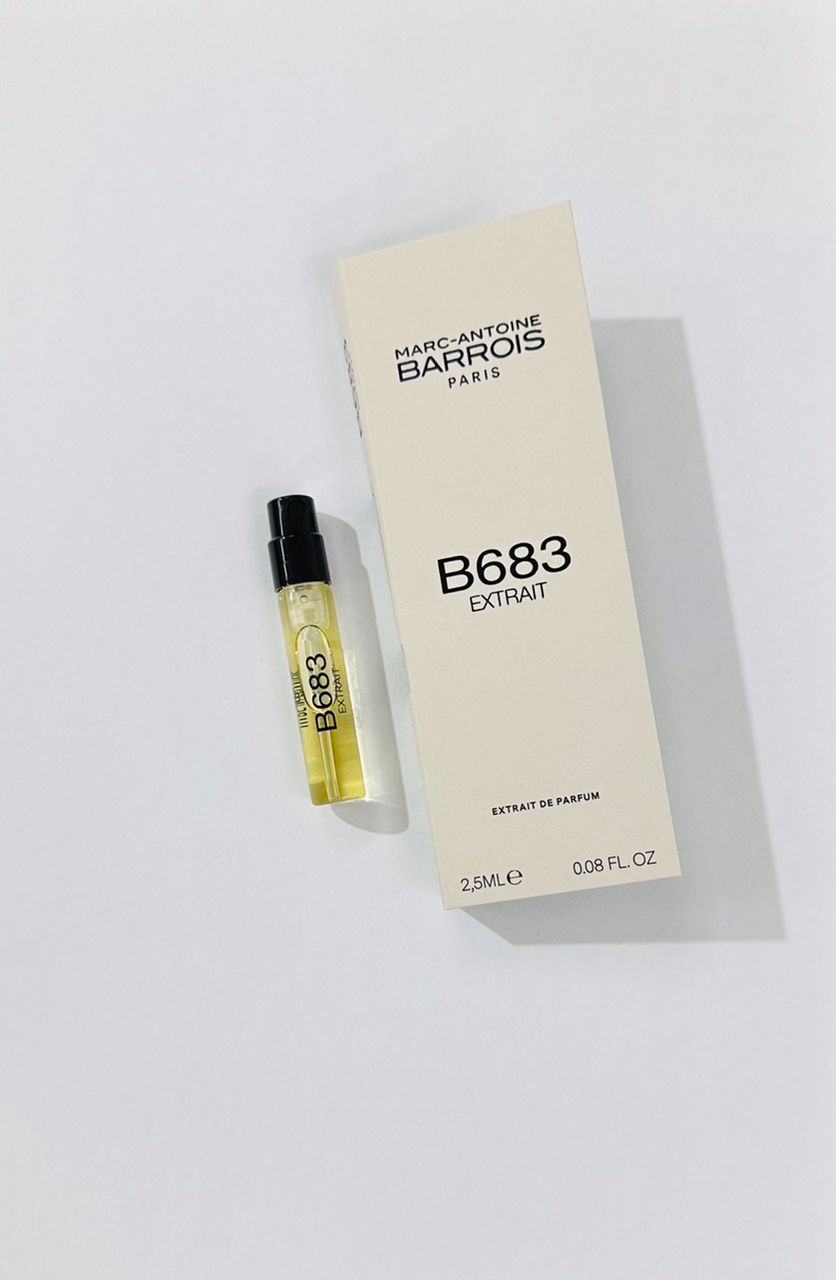 MARC-ANTOINE
BARROIS
PARIS
B683
EXTRAIT
EXTRAIT DE PARFUM
2,5ML℮
0.08 FL. OZ
B683
EXTRAIT